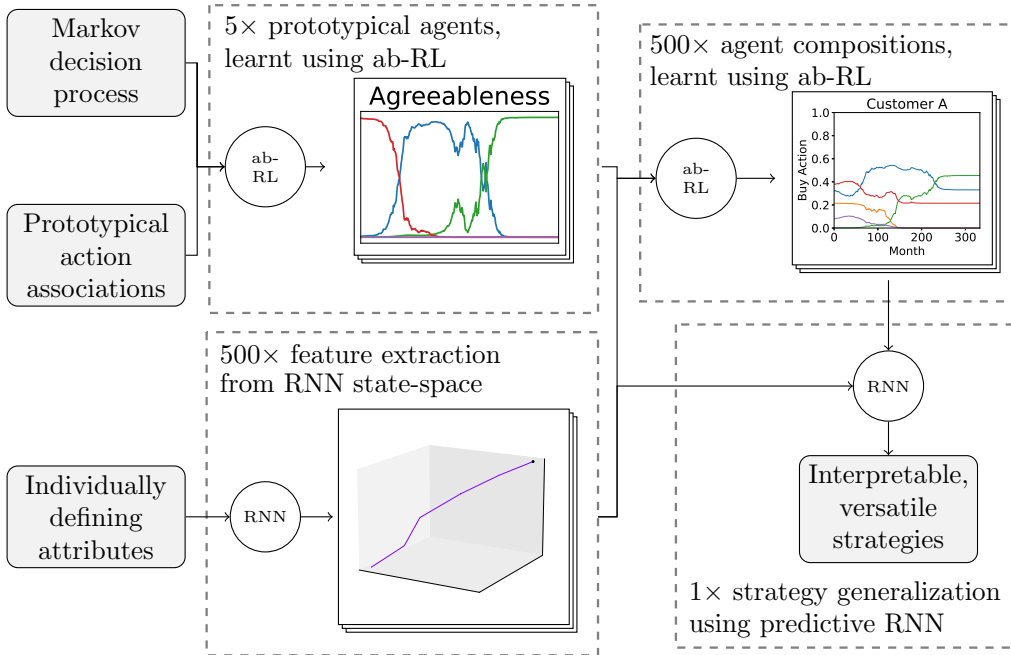 Markov
decision
process
Prototypical
action
associations
Individually
defining
attributes
5× prototypical agents,
learnt using ab-RL
ab-
RL
Agreeableness
500× feature extraction
from RNN state-space
RNN
500× agent compositions,
learnt using ab-RL
ab-
RL
Customer A
Buy Action
1.0
0.8
0.6
0.4
0.2
0.0
0 100 200 300
Month
RNN
Interpretable,
versatile
strategies
1× strategy generalization
using predictive RNN